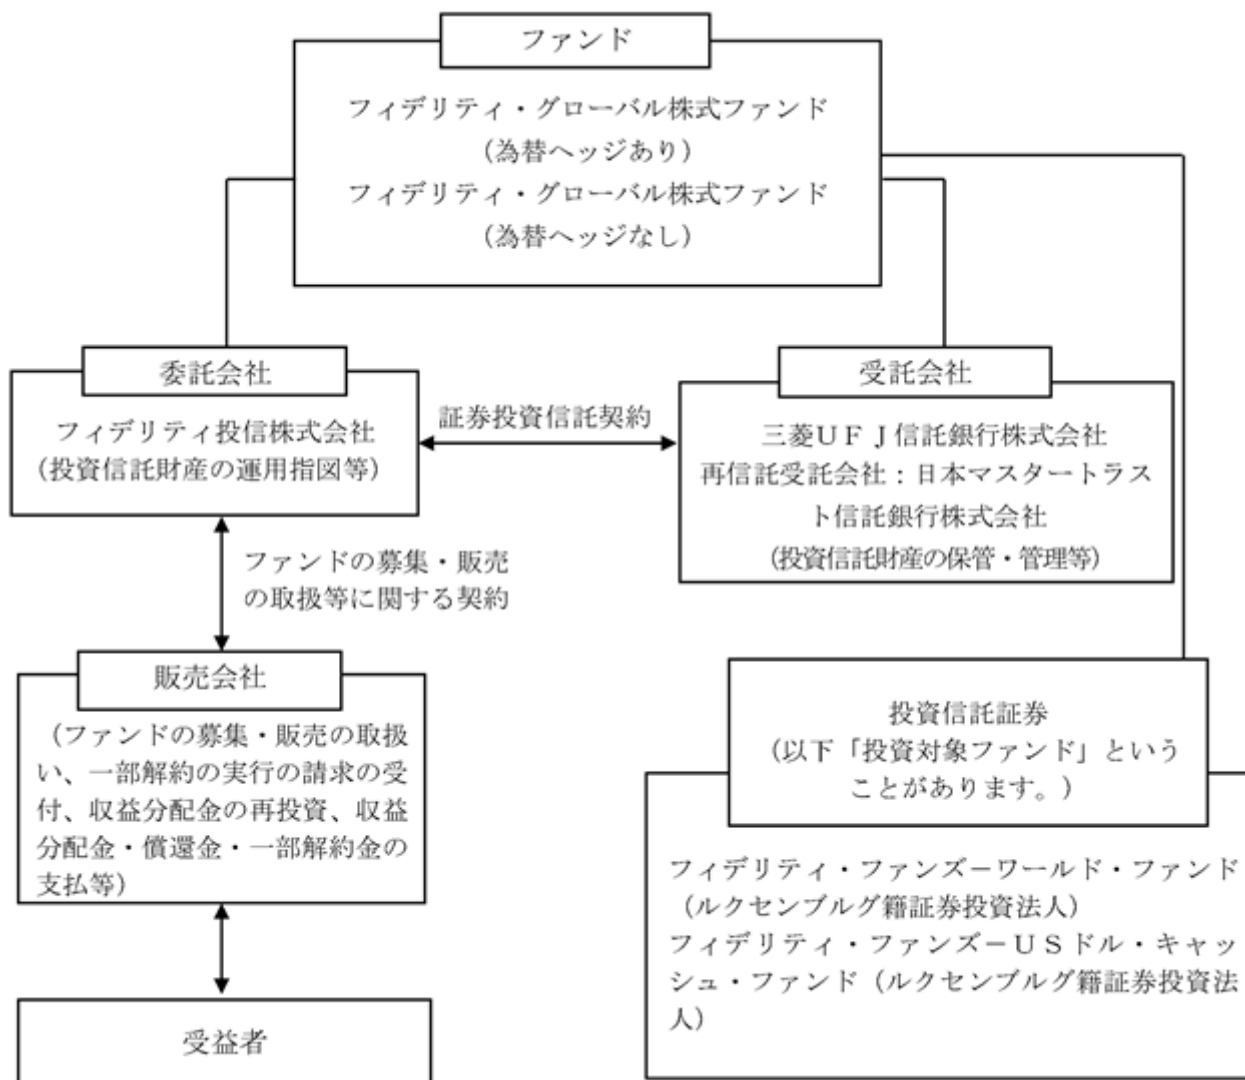 ファンド
フィデリティ・グローバル株式ファンド
（為替ヘッジあり）
フィデリティ・グローバル株式ファンド
（為替ヘッジなし）
委託会社
フィデリティ投信株式会社
（投資信託財産の運用指図等）
証券投資信託契約
受託会社
三菱ＵＦＪ信託銀行株式会社
再信託受託会社：日本マスタートラス
ト信託銀行株式会社
（投資信託財産の保管・管理等）
ファンドの募集・販売
の取扱等に関する契約
販売会社
（ファンドの募集・販売の取扱
い、一部解約の実行の請求の受
付、収益分配金の再投資、収益
分配金・償還金・一部解約金の
支払等）
投資信託証券
（以下「投資対象ファンド」という
ことがあります。）
フィデリティ・ファンズ－ワールド・ファンド
（ルクセンブルグ籍証券投資法人）
フィデリティ・ファンズ－ＵＳドル・キャッ
シュ・ファンド（ルクセンブルグ籍証券投資法
人）
受益者